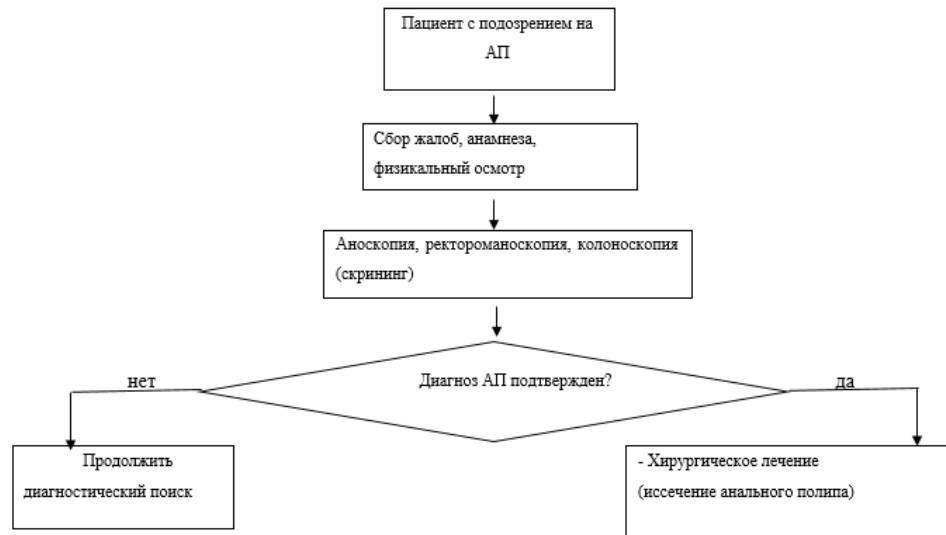 Пациент с подозрением на
АП
Сбор жалоб, анамнеза,
физикальный осмотр
Аноскопия, ректороманоскопия, колоноскопия
(скрининг)
Диагноз АП подтвержден?
нет
да
Продолжить
диагностический поиск
- Хирургическое лечение
(иссечение анального полипа)